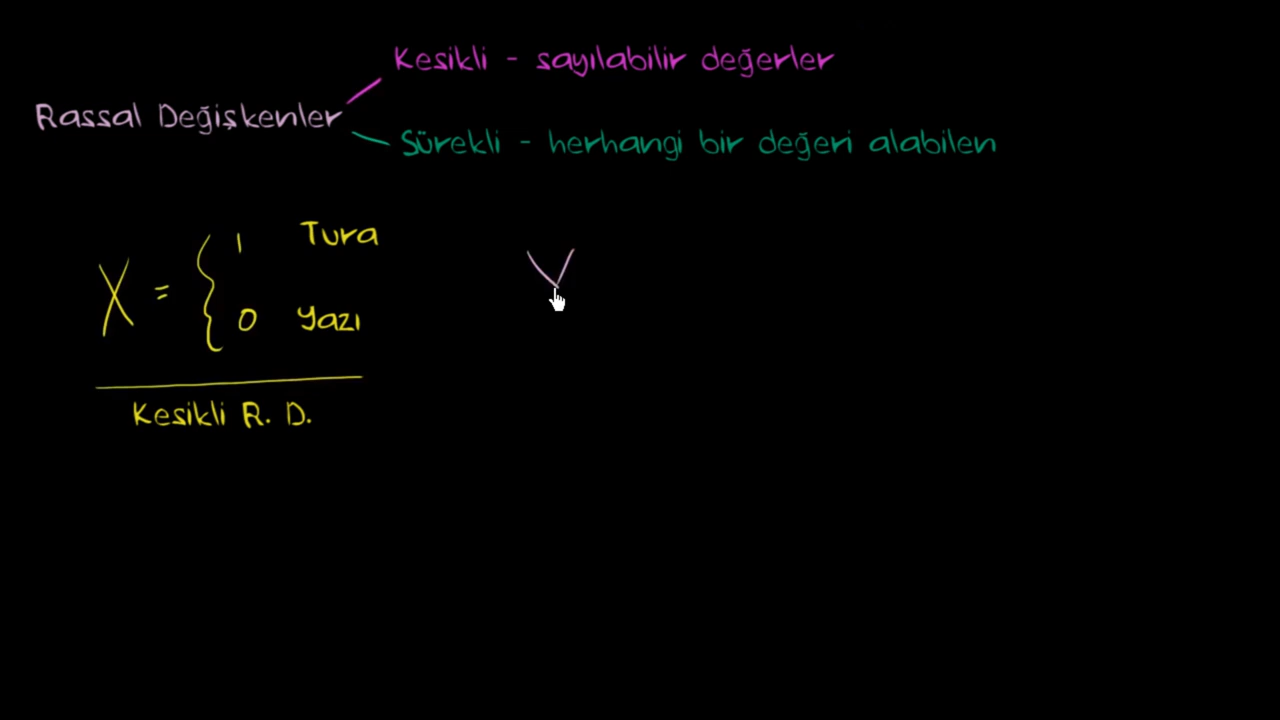 Kesikli - sayılabilir değerler
Rassal Değişkenler
Sürekli - herhangi bir değeri alabilen
X = { 1 Tura
0 Yazı
Y
Kesikli R. D.